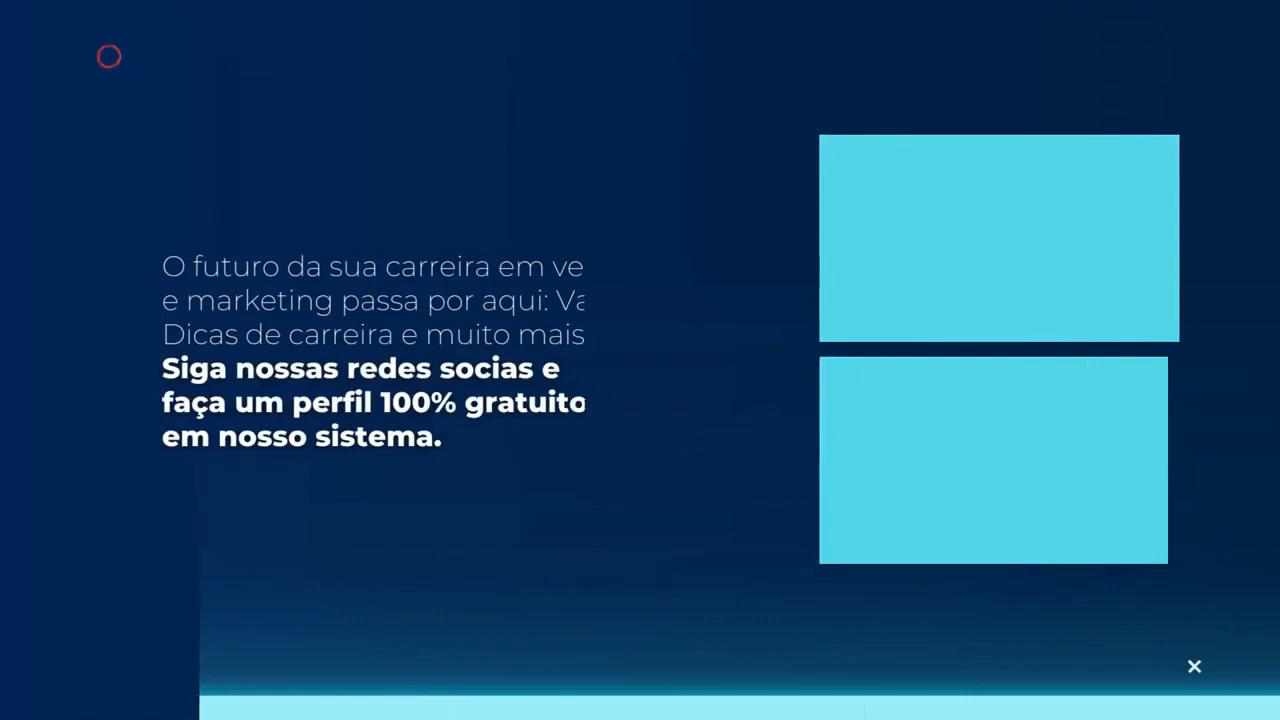 O futuro da sua carreira em ve
e marketing passa por aqui: Va
Dicas de carreira e muito mais
Siga nossas redes socias e
faça um perfil 100% gratuito
em nosso sistema.